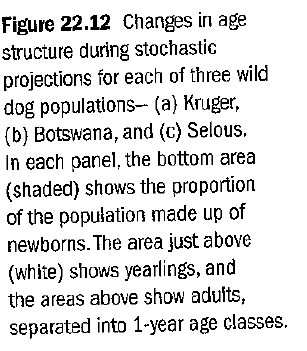 Figure 22.12 Changes in age
structure during stochastic
projections for each of three wild
dog populations– (a) Kruger,
(b) Botswana, and (c) Selous.
In each panel, the bottom area
(shaded) shows the proportion
of the population made up of
newborns. The area just above
(white) shows yearlings, and
the areas above show adults,
separated into 1-year age classes.